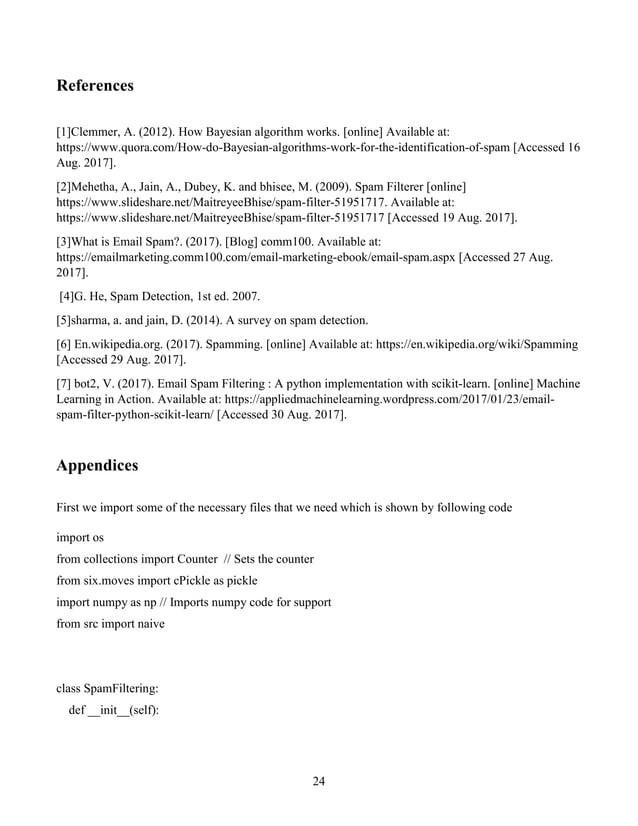 References
[1]Clemmer, A. (2012). How Bayesian algorithm works. [online] Available at:
https://www.quora.com/How-do-Bayesian-algorithms-work-for-the-identification-of-spam [Accessed 16
Aug. 2017].
[2]Mehetha, A., Jain, A., Dubey, K. and bhisee, M. (2009). Spam Filterer [online]
https://www.slideshare.net/MaitreyeeBhise/spam-filter-51951717. Available at:
https://www.slideshare.net/MaitreyeeBhise/spam-filter-51951717 [Accessed 19 Aug. 2017].
[3]What is Email Spam?. (2017). [Blog] comm100. Available at:
https://emailmarketing.comm100.com/email-marketing-ebook/email-spam.aspx [Accessed 27 Aug.
2017].
[4]G. He, Spam Detection, 1st ed. 2007.
[5]sharma, a. and jain, D. (2014). A survey on spam detection.
[6] En.wikipedia.org. (2017). Spamming. [online] Available at: https://en.wikipedia.org/wiki/Spamming
[Accessed 29 Aug. 2017].
[7] bot2, V. (2017). Email Spam Filtering : A python implementation with scikit-learn. [online] Machine
Learning in Action. Available at: https://appliedmachinelearning.wordpress.com/2017/01/23/email-
spam-filter-python-scikit-learn/ [Accessed 30 Aug. 2017].
Appendices
First we import some of the necessary files that we need which is shown by following code
import os
from collections import Counter  // Sets the counter
from six.moves import cPickle as pickle
import numpy as np // Imports numpy code for support
from src import naive
class SpamFiltering:
def __init__(self):
24